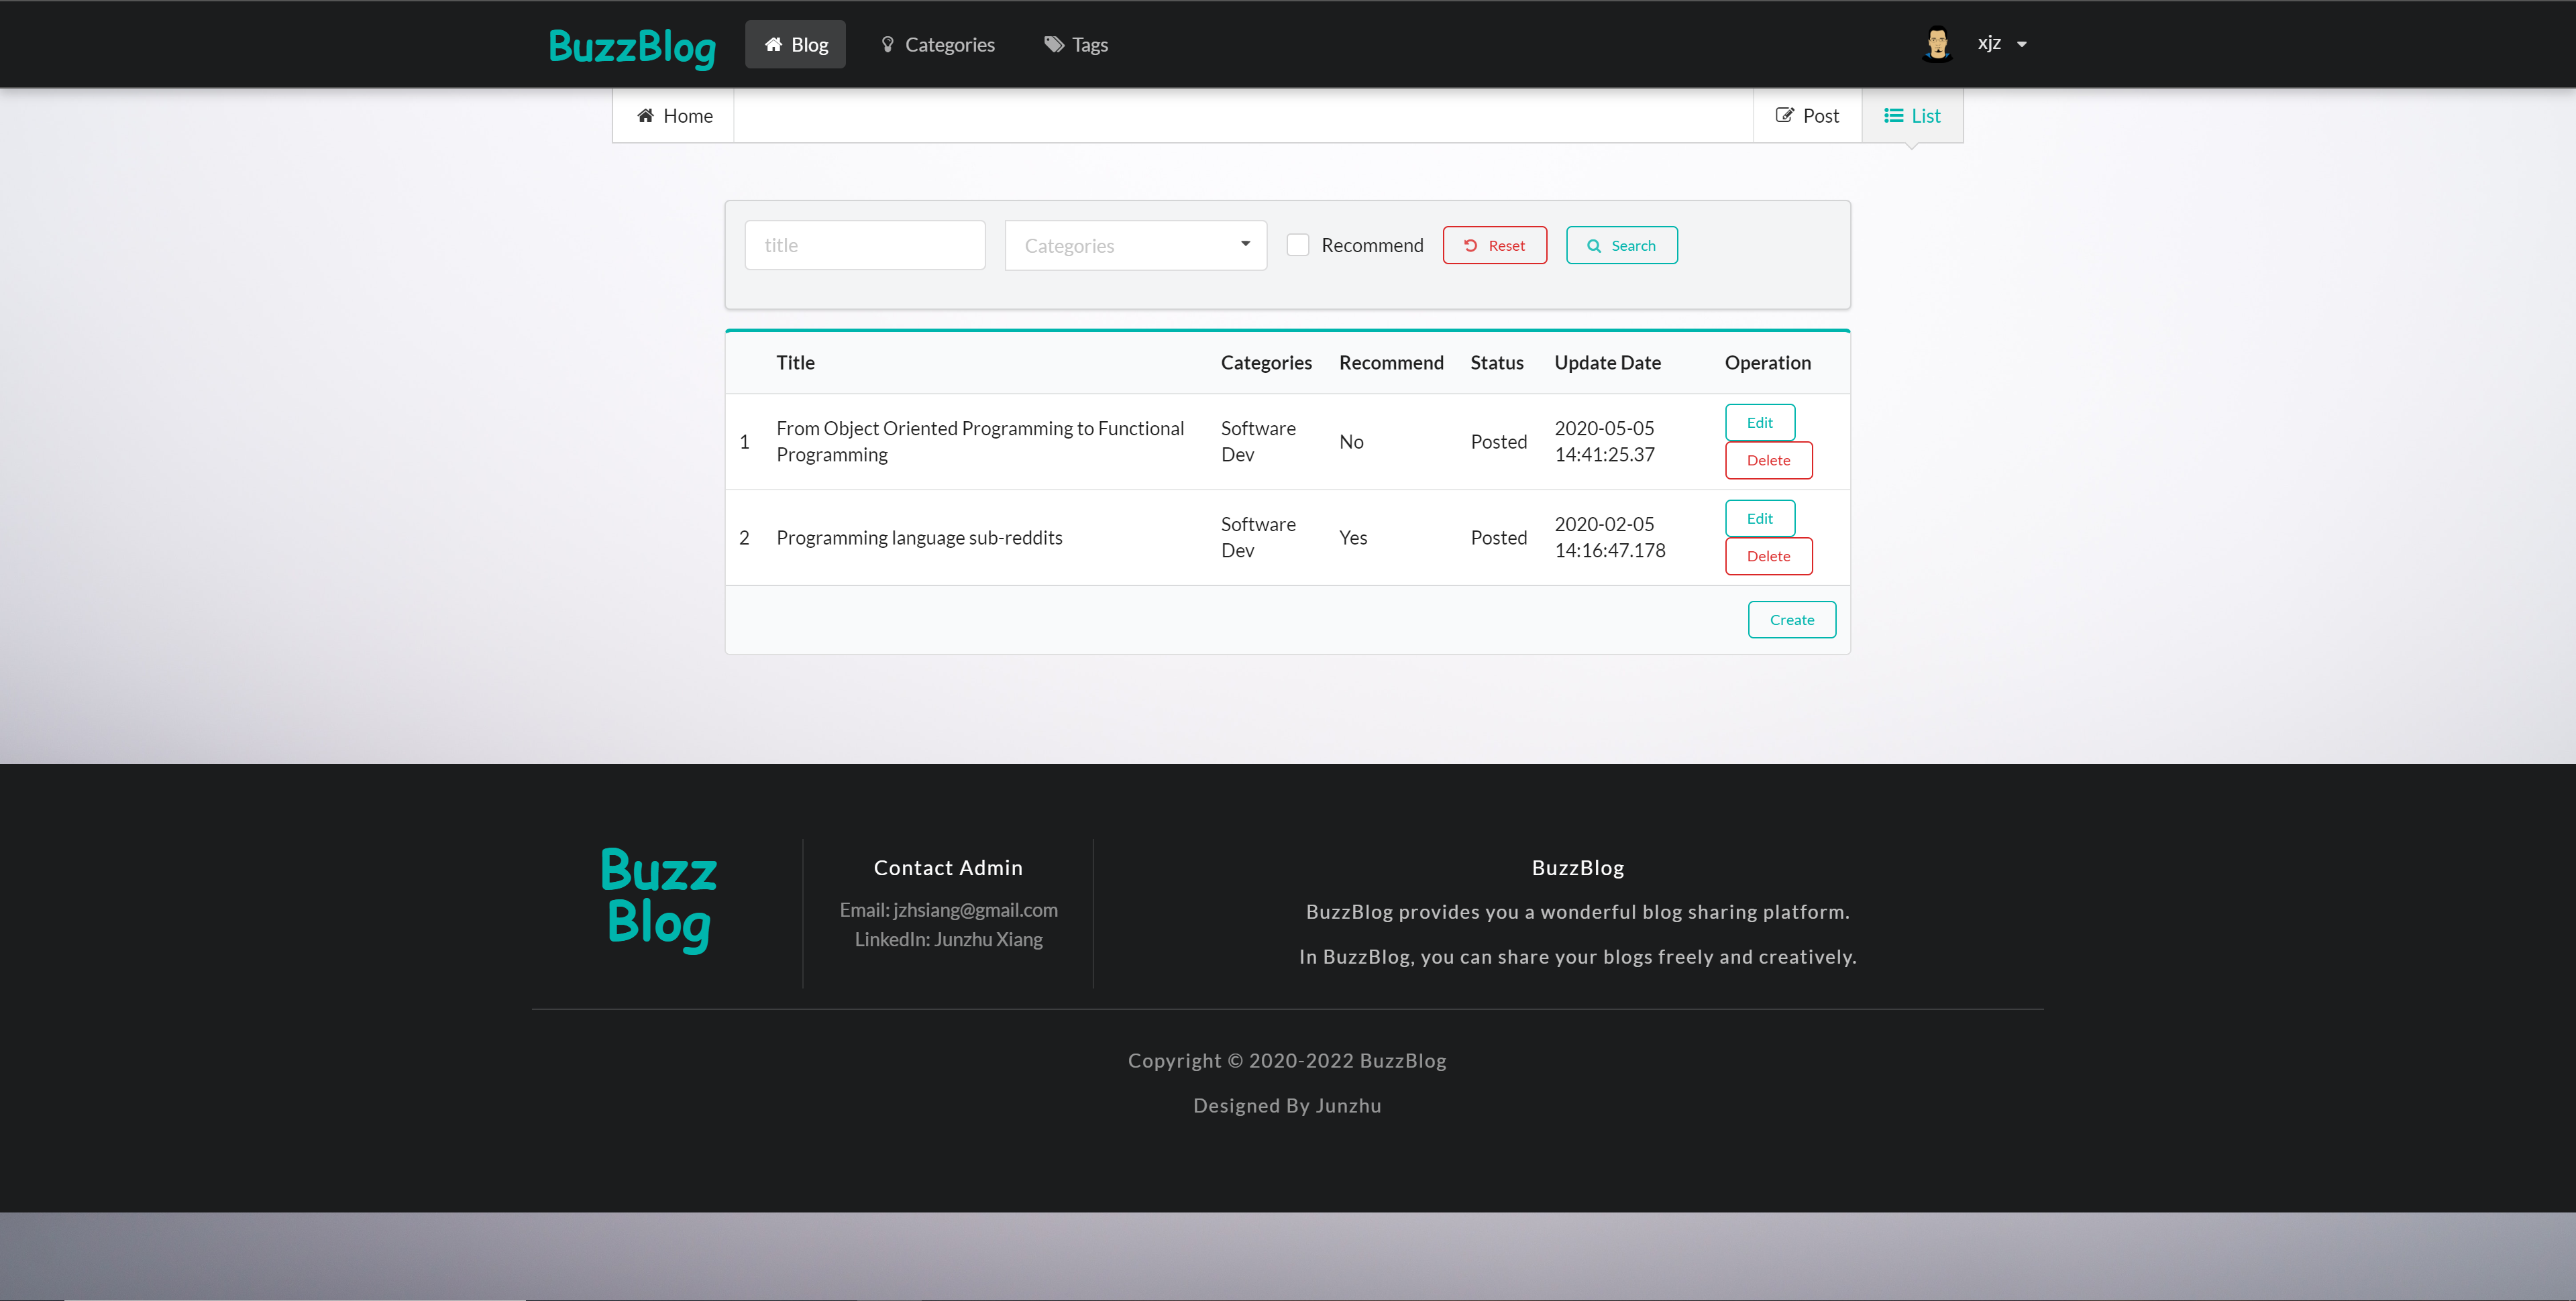 BuzzBlog
Blog
Categories
Tags
xjz
Home
Post
List
title
Categories
Recommend
Reset
Search
Title Categories Recommend Status Update Date Operation
1 From Object Oriented Programming to Functional Programming Software Dev No Posted 2020-05-05 14:41:25.37 Edit Delete
2 Programming language sub-reddits Software Dev Yes Posted 2020-02-05 14:16:47.178 Edit Delete
Create
Buzz
Blog
Contact Admin
Email: jzhsiang@gmail.com
LinkedIn: Junzhu Xiang
BuzzBlog
BuzzBlog provides you a wonderful blog sharing platform.
In BuzzBlog, you can share your blogs freely and creatively.
Copyright © 2020-2022 BuzzBlog
Designed By Junzhu